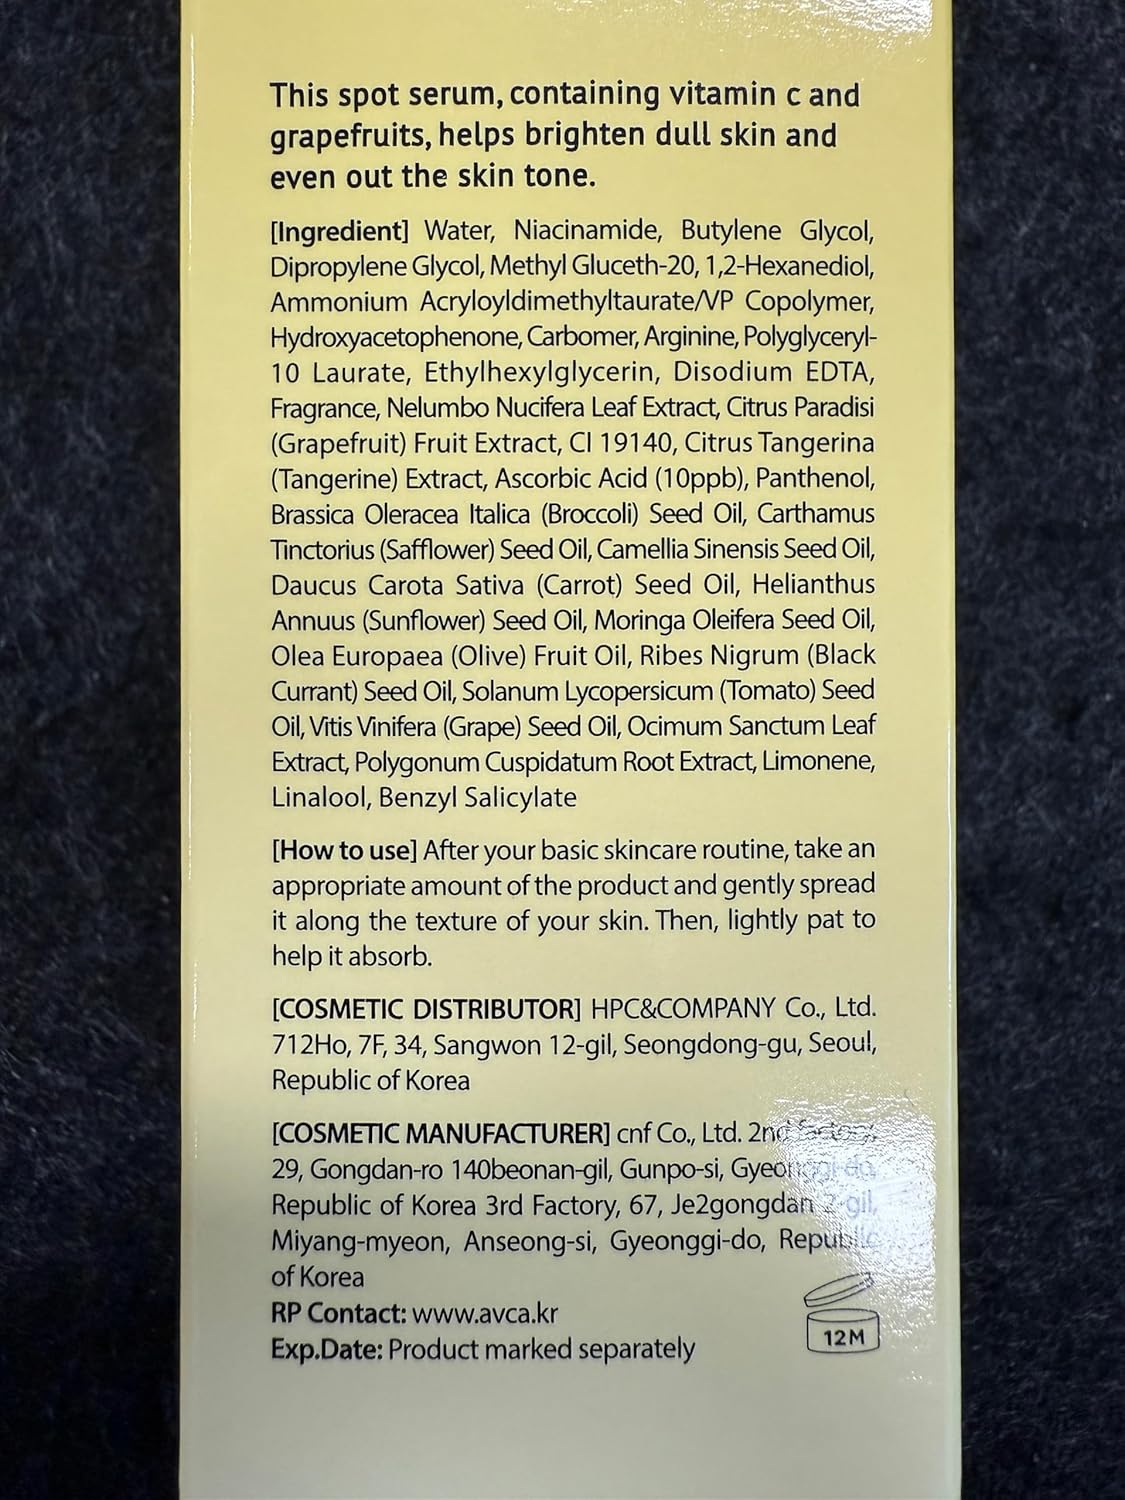 This spot serum, containing vitamin c and
grapefruits, helps brighten dull skin and
even out the skin tone.
[Ingredient] Water, Niacinamide, Butylene Glycol,
Dipropylene Glycol, Methyl Gluceth-20, 1,2-Hexanediol,
Ammonium Acryloyldimethyltaurate/VP Copolymer,
Hydroxyacetophenone, Carbomer, Arginine, Polyglyceryl-
10 Laurate, Ethylhexylglycerin, Disodium EDTA,
Fragrance, Nelumbo Nucifera Leaf Extract, Citrus Paradisi
(Grapefruit) Fruit Extract, CI 19140, Citrus Tangerina
(Tangerine) Extract, Ascorbic Acid (10ppb), Panthenol,
Brassica Oleracea Italica (Broccoli) Seed Oil, Carthamus
Tinctorius (Safflower) Seed Oil, Camellia Sinensis Seed Oil,
Daucus Carota Sativa (Carrot) Seed Oil, Helianthus
Annuus (Sunflower) Seed Oil, Moringa Oleifera Seed Oil,
Olea Europaea (Olive) Fruit Oil, Ribes Nigrum (Black
Currant) Seed Oil, Solanum Lycopersicum (Tomato) Seed
Oil, Vitis Vinifera (Grape) Seed Oil, Ocimum Sanctum Leaf
Extract, Polygonum Cuspidatum Root Extract, Limonene,
Linalool, Benzyl Salicylate
[How to use] After your basic skincare routine, take an
appropriate amount of the product and gently spread
it along the texture of your skin. Then, lightly pat to
help it absorb.
[COSMETIC DISTRIBUTOR] HPC&COMPANY Co., Ltd.
712Ho, 7F, 34, Sangwon 12-gil, Seongdong-gu, Seoul,
Republic of Korea
[COSMETIC MANUFACTURER] cnf Co., Ltd. 2nd factory,
29, Gongdan-ro 140beonan-gil, Gunpo-si, Gyeonggi-do,
Republic of Korea 3rd Factory, 67, Je2gongdan 2-gil,
Miyang-myeon, Anseong-si, Gyeonggi-do, Republic
of Korea
RP Contact: www.avca.kr
Exp.Date: Product marked separately
12M